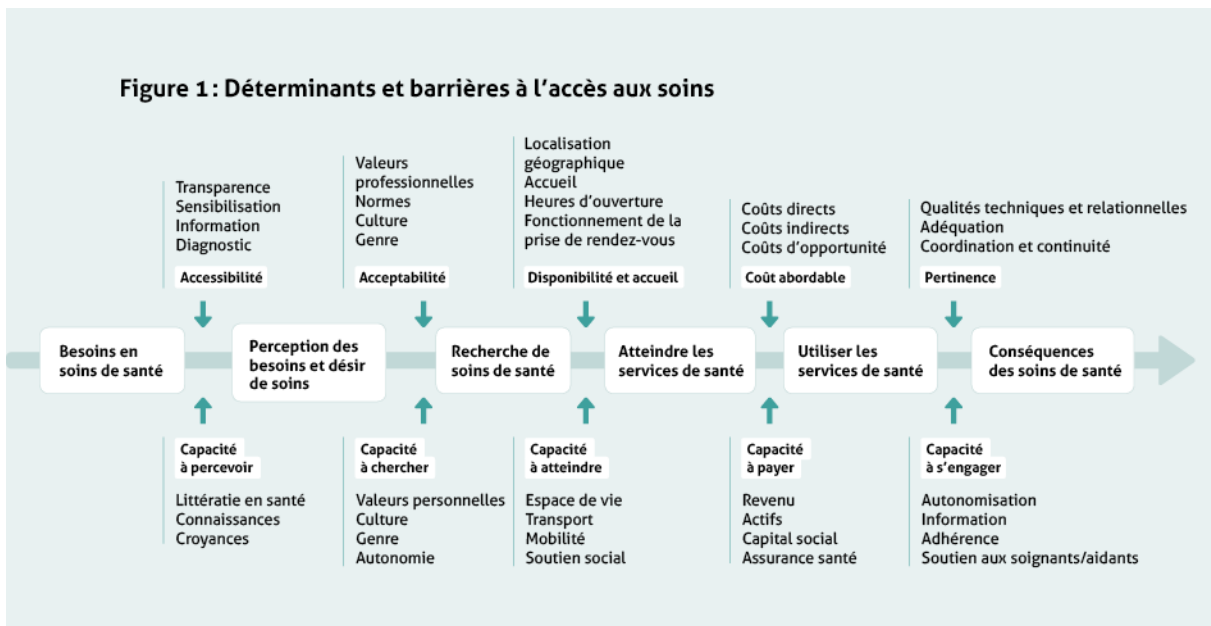 Figure 1 : Déterminants et barrières à l’accès aux soins
Transparence
Sensibilisation
Information
Diagnostic
Accessibilité
Valeurs
professionnelles
Normes
Culture
Genre
Acceptabilité
Localisation
géographique
Accueil
Heures d’ouverture
Fonctionnement de la
prise de rendez-vous
Disponibilité et accueil
Coûts directs
Coûts indirects
Coûts d’opportunité
Coût abordable
Qualités techniques et relationnelles
Adéquation
Coordination et continuité
Pertinence
Besoins en
soins de santé
Perception des
besoins et désir
de soins
Recherche de
soins de santé
Atteindre les
services de santé
Utiliser les
services de santé
Conséquences
des soins de santé
Capacité
à percevoir
Littératie en santé
Connaissances
Croyances
Capacité
à chercher
Valeurs personnelles
Culture
Genre
Autonomie
Capacité
à atteindre
Espace de vie
Transport
Mobilité
Soutien social
Capacité
à payer
Revenu
Actifs
Capital social
Assurance santé
Capacité
à s’engager
Autonomisation
Information
Adhérence
Soutien aux soignants/aidants